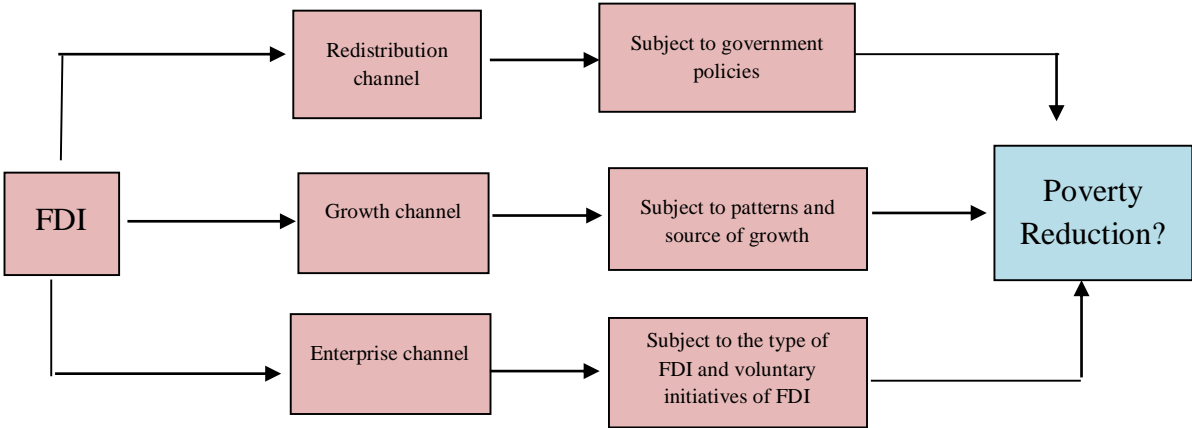 Redistribution
channel
Subject to government
policies
FDI
Growth channel
Subject to patterns and
source of growth
Poverty
Reduction?
Enterprise channel
Subject to the type of
FDI and voluntary
initiatives of FDI